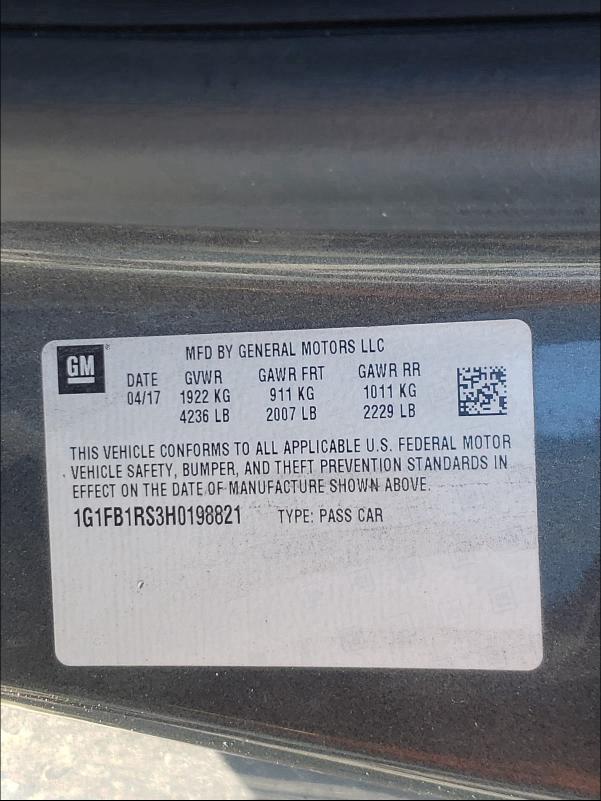 GM
MFD BY GENERAL MOTORS LLC
DATE GVWR GAWR FRT GAWR RR
04/17 1922 KG 911 KG 1011 KG
4236 LB 2007 LB 2229 LB
THIS VEHICLE CONFORMS TO ALL APPLICABLE U.S. FEDERAL MOTOR
VEHICLE SAFETY, BUMPER, AND THEFT PREVENTION STANDARDS IN
EFFECT ON THE DATE OF MANUFACTURE SHOWN ABOVE.
1G1FB1RS3H0198821 TYPE: PASS CAR